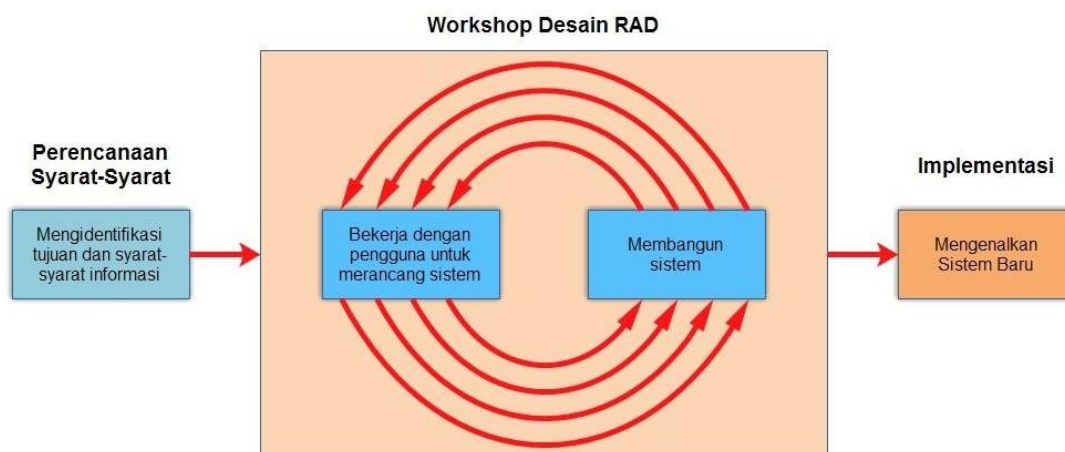 Workshop Desain RAD
Perencanaan
Syarat-Syarat
Mengidentifikasi
tujuan dan syarat-
syarat informasi
Bekerja dengan
pengguna untuk
merancang sistem
Membangun
sistem
Implementasi
Mengenalkan
Sistem Baru